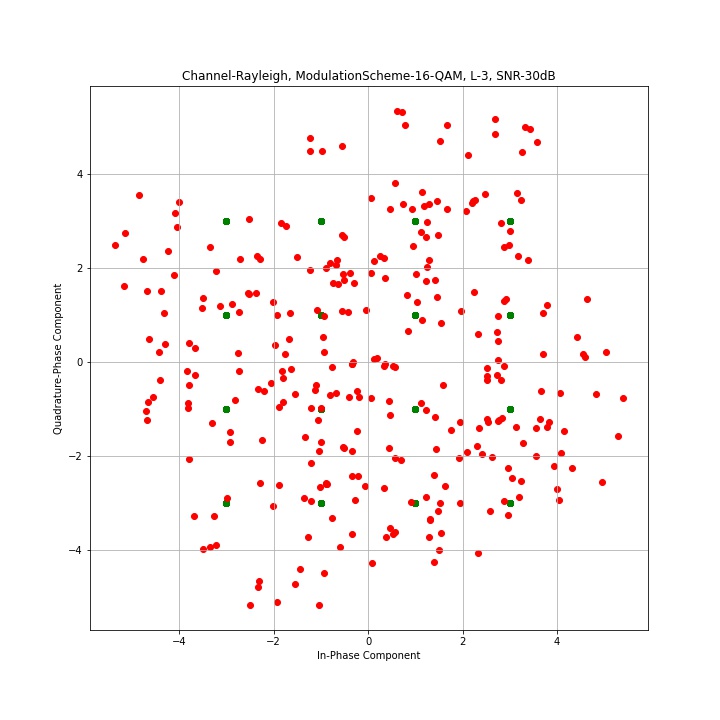 Channel-Rayleigh, ModulationScheme-16-QAM, L-3, SNR-30dB
4
2
0
−2
−4
Quadrature-Phase Component
−4 −2 0 2 4
In-Phase Component